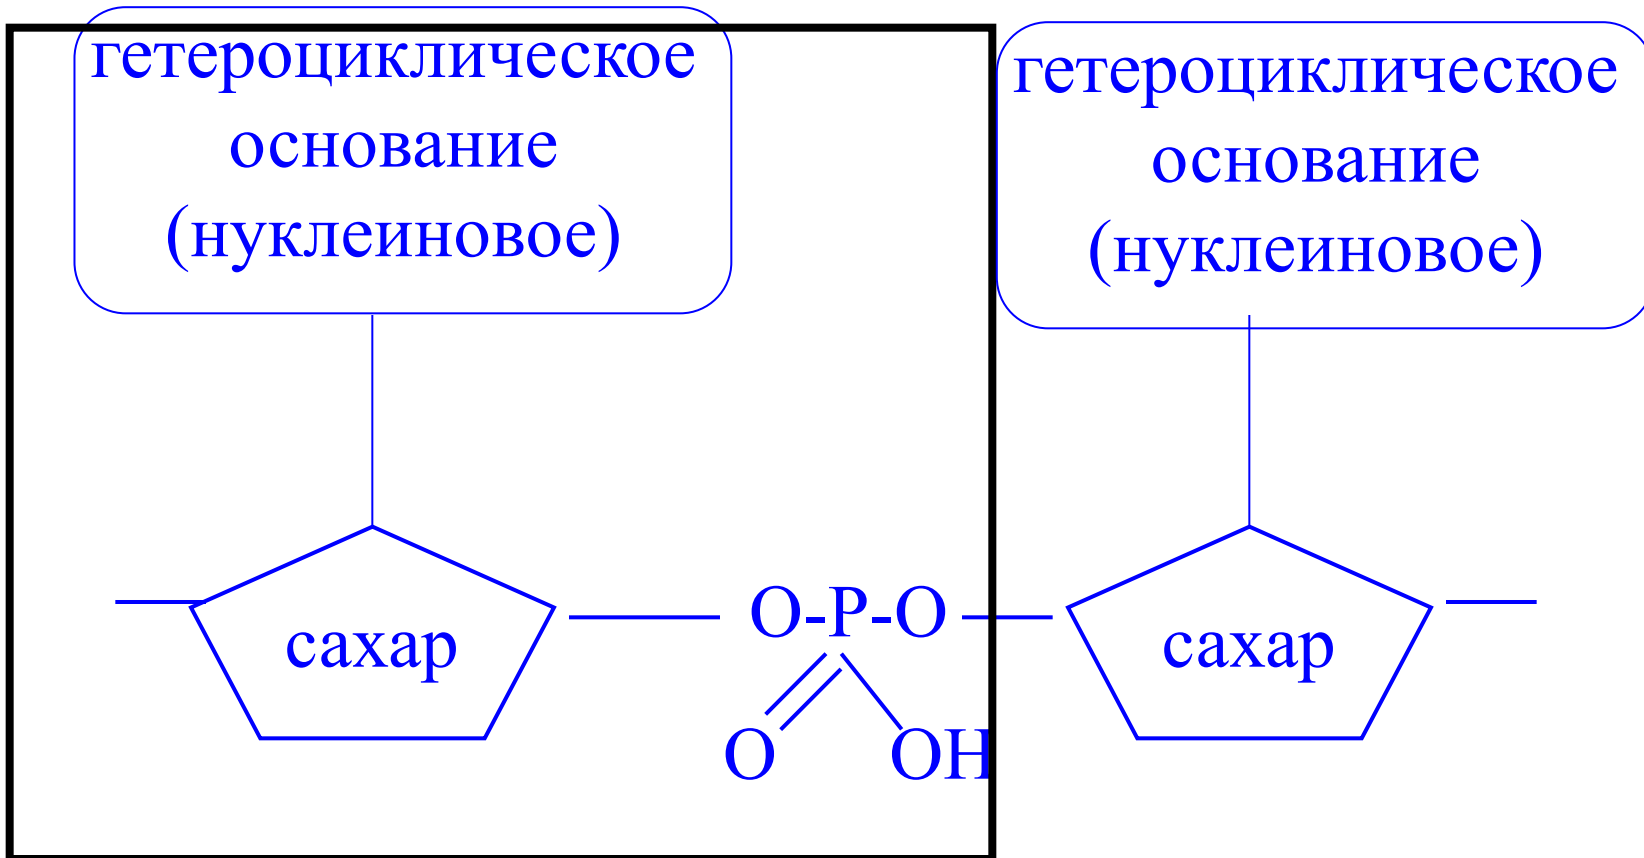 гетероциклическое
основание
(нуклеиновое)
гетероциклическое
основание
(нуклеиновое)
сахар
O-P-O
O
OH
сахар